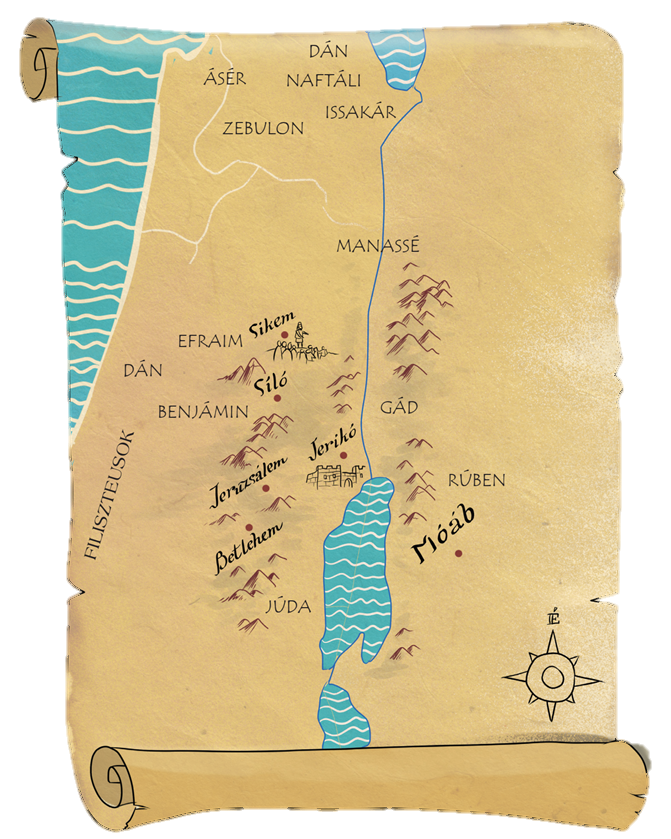 DÁN
ÁSÉR
NAFTÁLI
ISSAKÁR
ZEBULON
MANASSÉ
Sikem
EFRAIM
DÁN
Siló
BENJÁMIN
GÁD
Jerikó
FILISZTEUSOK
Jeruzsálem
RÚBEN
Móáb
Betlehem
JÚDA
É